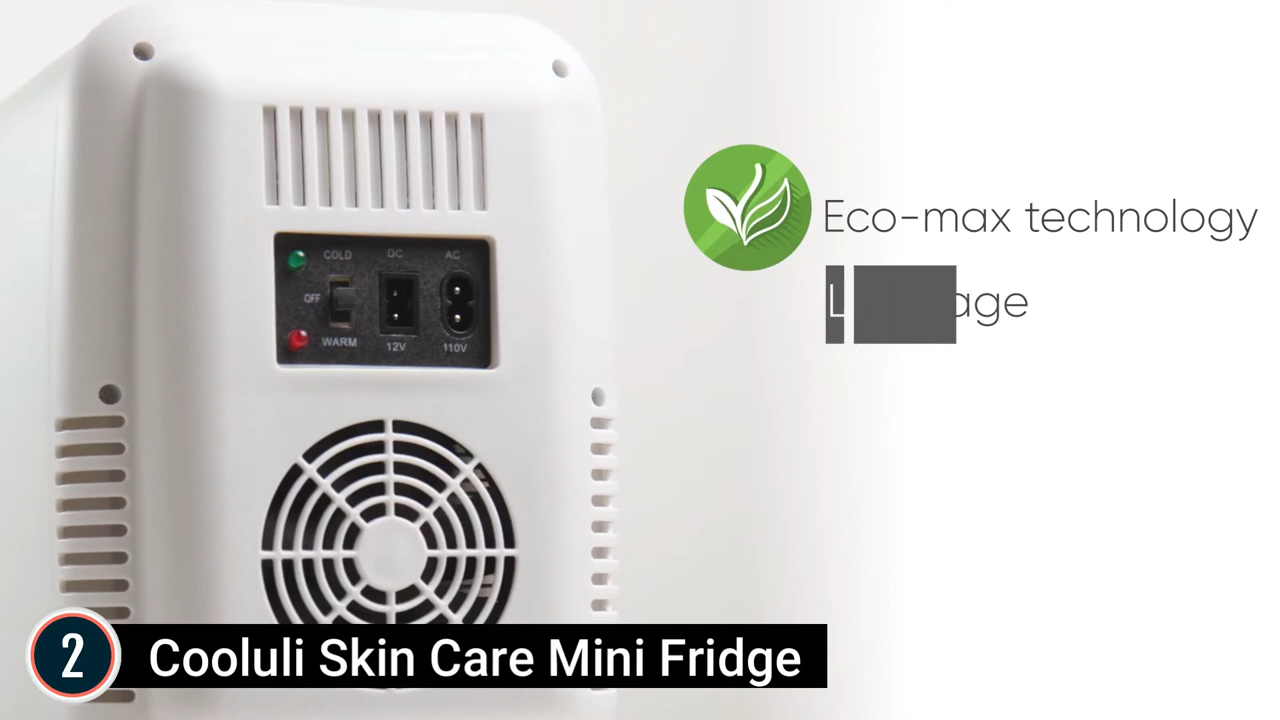 COLD DC AC
OFF
WARM 12V 110V
Eco-max technology
2 Cooluli Skin Care Mini Fridge